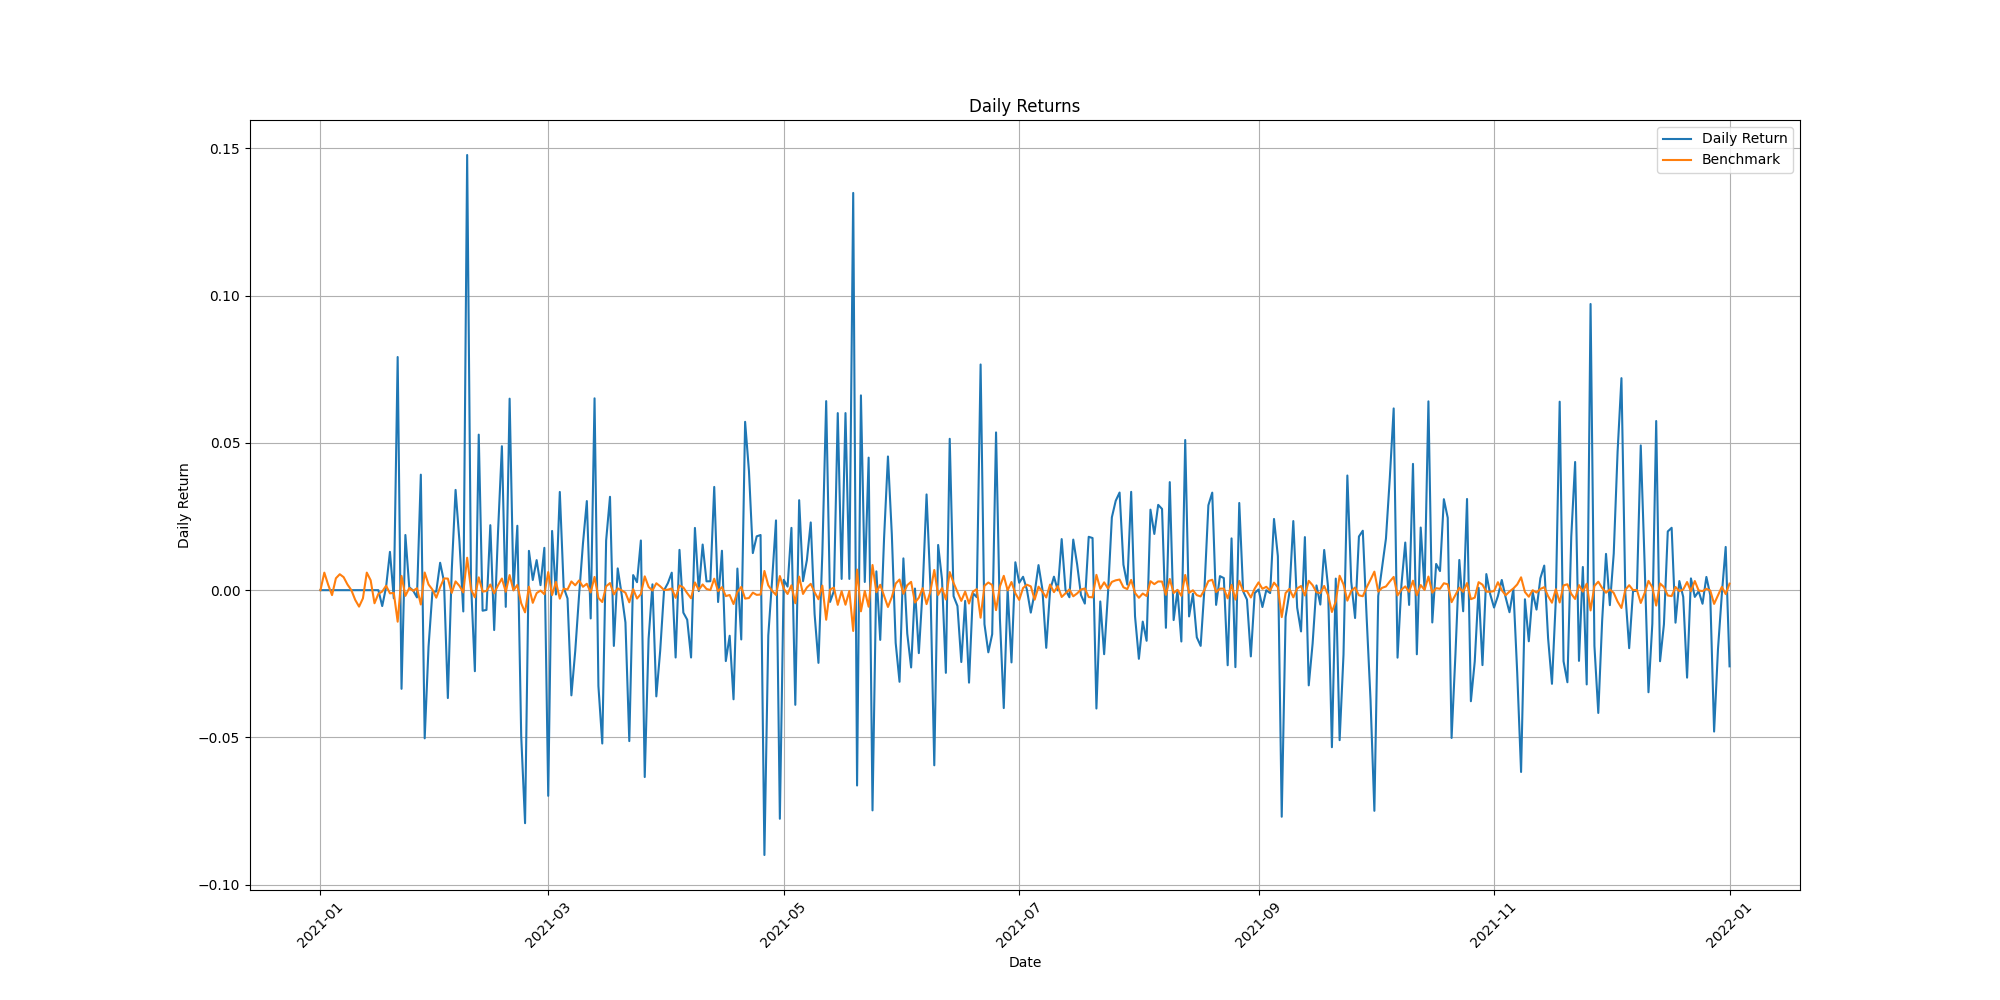 Daily Returns
Daily Return
Benchmark
0.15
0.10
0.05
0.00
−0.05
−0.10
Daily Return
2021-01
2021-03
2021-05
2021-07
2021-09
2021-11
2022-01
Date